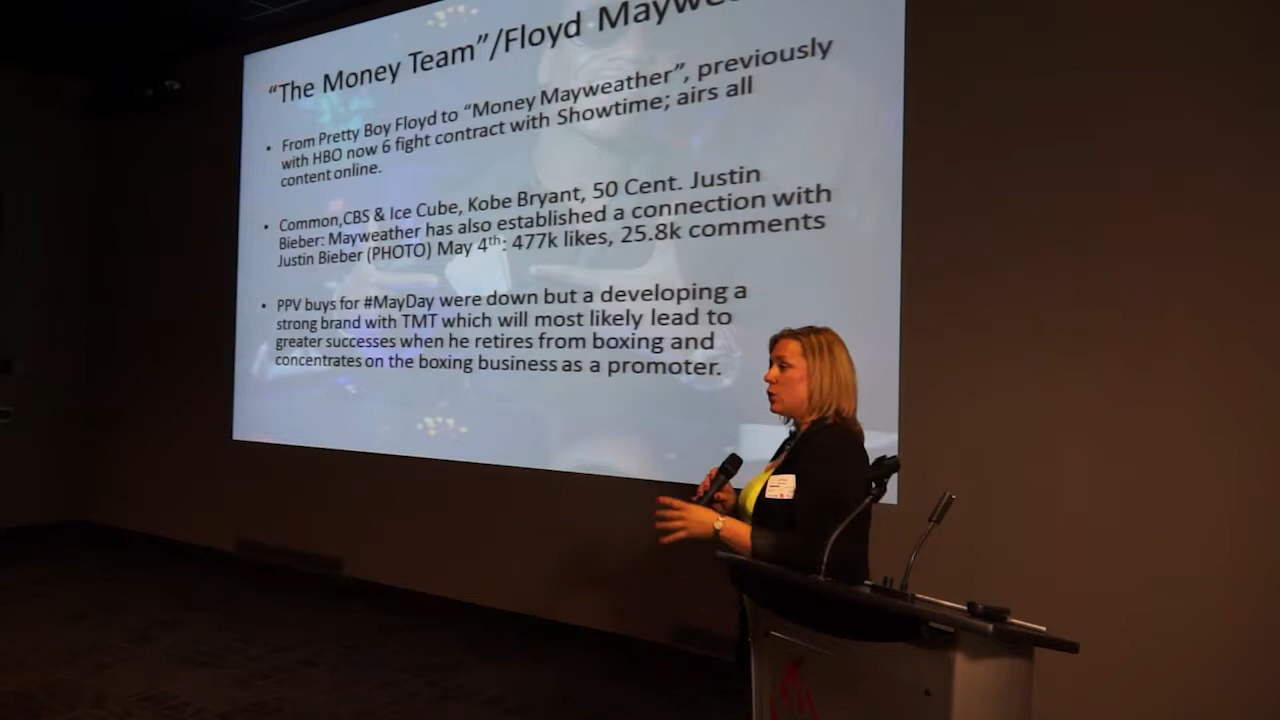 "The Money Team"/Floyd
• From Pretty Boy Floyd to "Money Mayweather", previously
with HBO now 6 fight contract with Showtime; airs all
content online.
• Common,CBS & Ice Cube, Kobe Bryant, 50 Cent. Justin
Bieber: Mayweather has also established a connection with
Justin Bieber (PHOTO) May 4th: 477k likes, 25.8k comments
• PPV buys for #MayDay were down but a developing a
strong brand with TMT which will most likely lead to
greater successes when he retires from boxing and
concentrates on the boxing business as a promoter.